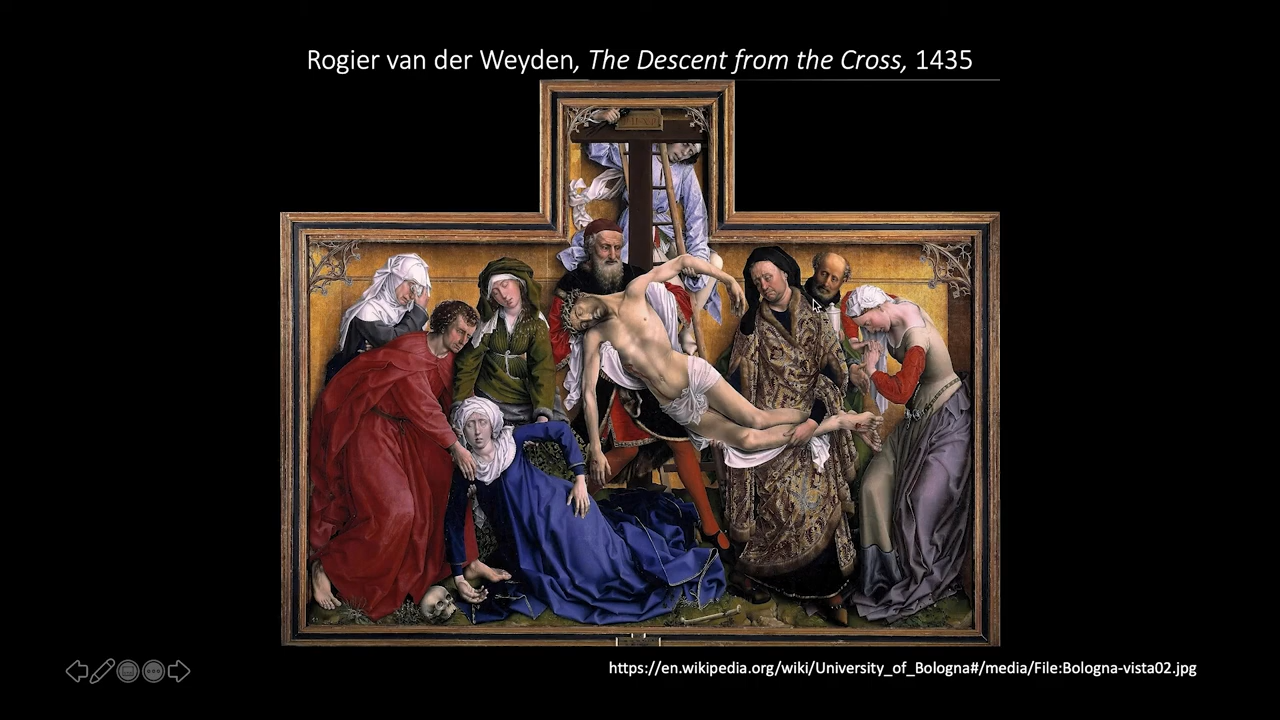 Rogier van der Weyden, The Descent from the Cross, 1435
https://en.wikipedia.org/wiki/University_of_Bologna#/media/File:Bologna-vista02.jpg